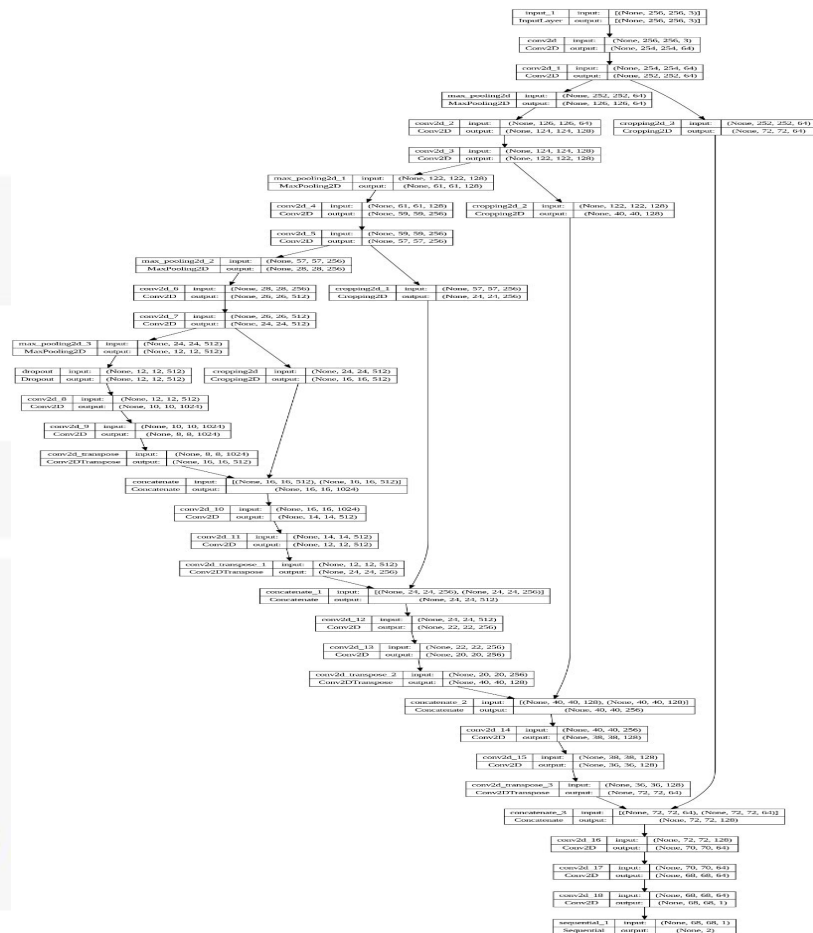 input_1 input: [(None, 256, 256, 3)]
InputLayer output: [(None, 256, 256, 3)]
conv2d input: (None, 256, 256, 3)
Conv2D output: (None, 254, 254, 64)
conv2d_1 input: (None, 254, 254, 64)
Conv2D output: (None, 252, 252, 64)
max_pooling2d input: (None, 252, 252, 64)
MaxPooling2D output: (None, 126, 126, 64)
conv2d_2 input: (None, 126, 126, 64)
Conv2D output: (None, 124, 124, 128)
cropping2d_3 input: (None, 252, 252, 64)
Cropping2D output: (None, 72, 72, 64)
conv2d_3 input: (None, 124, 124, 128)
Conv2D output: (None, 122, 122, 128)
max_pooling2d_1 input: (None, 122, 122, 128)
MaxPooling2D output: (None, 61, 61, 128)
conv2d_4 input: (None, 61, 61, 128)
Conv2D output: (None, 59, 59, 256)
cropping2d_2 input: (None, 122, 122, 128)
Cropping2D output: (None, 40, 40, 128)
conv2d_5 input: (None, 59, 59, 256)
Conv2D output: (None, 57, 57, 256)
max_pooling2d_2 input: (None, 57, 57, 256)
MaxPooling2D output: (None, 28, 28, 256)
conv2d_6 input: (None, 28, 28, 256)
Conv2D output: (None, 26, 26, 512)
cropping2d_1 input: (None, 57, 57, 256)
Cropping2D output: (None, 24, 24, 256)
conv2d_7 input: (None, 26, 26, 512)
Conv2D output: (None, 24, 24, 512)
max_pooling2d_3 input: (None, 24, 24, 512)
MaxPooling2D output: (None, 12, 12, 512)
dropout input: (None, 12, 12, 512)
Dropout output: (None, 12, 12, 512)
cropping2d input: (None, 24, 24, 512)
Cropping2D output: (None, 16, 16, 512)
conv2d_8 input: (None, 12, 12, 512)
Conv2D output: (None, 10, 10, 1024)
conv2d_9 input: (None, 10, 10, 1024)
Conv2D output: (None, 8, 8, 1024)
conv2d_transpose input: (None, 8, 8, 1024)
Conv2DTranspose output: (None, 16, 16, 512)
concatenate input: [(None, 16, 16, 512), (None, 16, 16, 512)]
Concatenate output: (None, 16, 16, 1024)
conv2d_10 input: (None, 16, 16, 1024)
Conv2D output: (None, 14, 14, 512)
conv2d_11 input: (None, 14, 14, 512)
Conv2D output: (None, 12, 12, 512)
conv2d_transpose_1 input: (None, 12, 12, 512)
Conv2DTranspose output: (None, 24, 24, 256)
concatenate_1 input: [(None, 24, 24, 256), (None, 24, 24, 256)]
Concatenate output: (None, 24, 24, 512)
conv2d_12 input: (None, 24, 24, 512)
Conv2D output: (None, 22, 22, 256)
conv2d_13 input: (None, 22, 22, 256)
Conv2D output: (None, 20, 20, 256)
conv2d_transpose_2 input: (None, 20, 20, 256)
Conv2DTranspose output: (None, 40, 40, 128)
concatenate_2 input: [(None, 40, 40, 128), (None, 40, 40, 128)]
Concatenate output: (None, 40, 40, 256)
conv2d_14 input: (None, 40, 40, 256)
Conv2D output: (None, 38, 38, 128)
conv2d_15 input: (None, 38, 38, 128)
Conv2D output: (None, 36, 36, 128)
conv2d_transpose_3 input: (None, 36, 36, 128)
Conv2DTranspose output: (None, 72, 72, 64)
concatenate_3 input: [(None, 72, 72, 64), (None, 72, 72, 64)]
Concatenate output: (None, 72, 72, 128)
conv2d_16 input: (None, 72, 72, 128)
Conv2D output: (None, 70, 70, 64)
conv2d_17 input: (None, 70, 70, 64)
Conv2D output: (None, 68, 68, 64)
conv2d_18 input: (None, 68, 68, 64)
Conv2D output: (None, 68, 68, 1)
sequential_1 input: (None, 68, 68, 1)
Sequential output: (None, 2)